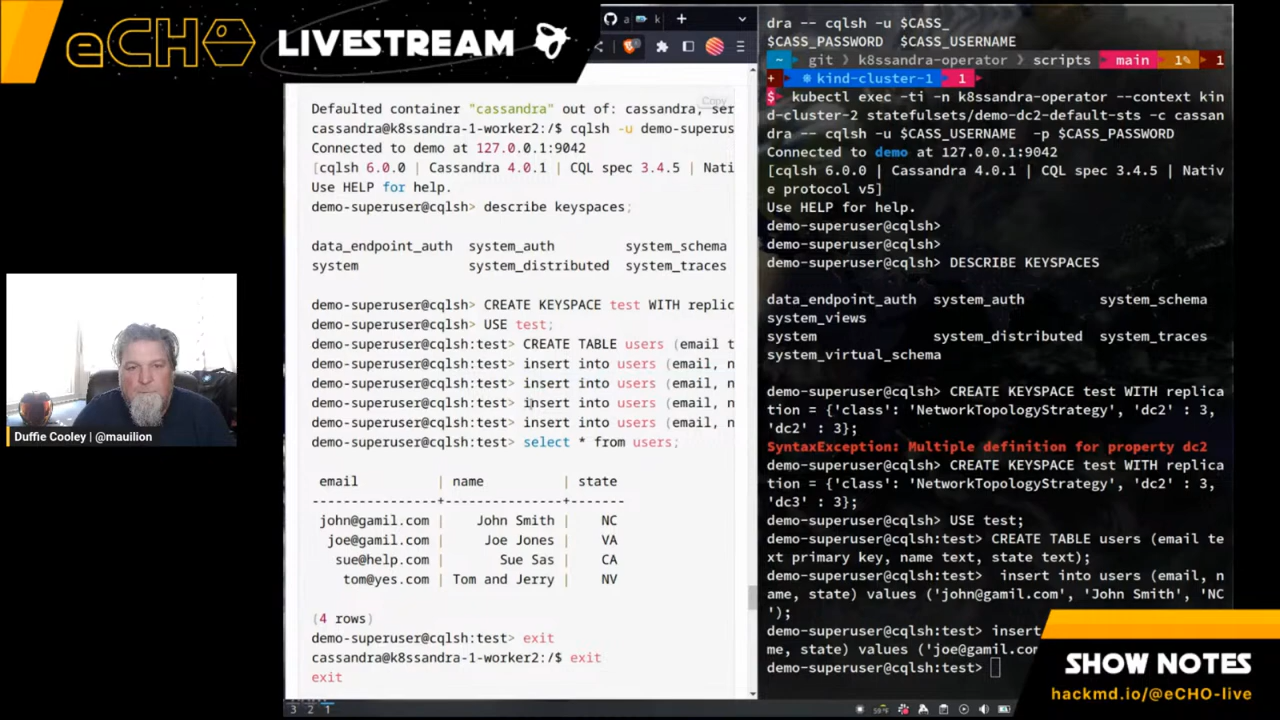 eCHO LIVESTREAM
Duffie Cooley | @mauilion
Copy
Defaulted container "cassandra" out of: cassandra, ser
cassandra@k8ssandra-1-worker2:/$ cqlsh -u demo-superus
Connected to demo at 127.0.0.1:9042
[cqlsh 6.0.0 | Cassandra 4.0.1 | CQL spec 3.4.5 | Nati
Use HELP for help.
demo-superuser@cqlsh> describe keyspaces;
data_endpoint_auth system_auth system_schema
system system_distributed system_traces
demo-superuser@cqlsh> CREATE KEYSPACE test WITH replic
demo-superuser@cqlsh> USE test;
demo-superuser@cqlsh:test> CREATE TABLE users (email t
demo-superuser@cqlsh:test> insert into users (email, n
demo-superuser@cqlsh:test> insert into users (email, n
demo-superuser@cqlsh:test> insert into users (email, n
demo-superuser@cqlsh:test> insert into users (email, n
demo-superuser@cqlsh:test> select * from users;
email | name | state
---------------+---------------+-------
john@gamil.com | John Smith | NC
joe@gamil.com | Joe Jones | VA
sue@help.com | Sue Sas | CA
tom@yes.com | Tom and Jerry | NV
(4 rows)
demo-superuser@cqlsh:test> exit
cassandra@k8ssandra-1-worker2:/$ exit
exit
3 2 1
dra -- cqlsh -u $CASS_
$CASS_PASSWORD $CASS_USERNAME
~ git k8ssandra-operator scripts main 1 1
+ kind-cluster-1 1
$ kubectl exec -ti -n k8ssandra-operator --context kin
d-cluster-2 statefulsets/demo-dc2-default-sts -c cassan
dra -- cqlsh -u $CASS_USERNAME -p $CASS_PASSWORD
Connected to demo at 127.0.0.1:9042
[cqlsh 6.0.0 | Cassandra 4.0.1 | CQL spec 3.4.5 | Nativ
e protocol v5]
Use HELP for help.
demo-superuser@cqlsh>
demo-superuser@cqlsh>
demo-superuser@cqlsh> DESCRIBE KEYSPACES
data_endpoint_auth system_auth system_schema
system_views
system system_distributed system_traces
system_virtual_schema
demo-superuser@cqlsh> CREATE KEYSPACE test WITH replica
tion = {'class': 'NetworkTopologyStrategy', 'dc2' : 3,
'dc2' : 3};
SyntaxException: Multiple definition for property dc2
demo-superuser@cqlsh> CREATE KEYSPACE test WITH replica
tion = {'class': 'NetworkTopologyStrategy', 'dc2' : 3,
'dc3' : 3};
demo-superuser@cqlsh> USE test;
demo-superuser@cqlsh:test> CREATE TABLE users (email te
xt primary key, name text, state text);
demo-superuser@cqlsh:test> insert into users (email, n
ame, state) values ('john@gamil.com', 'John Smith', 'NC
');
demo-superuser@cqlsh:test> insert
me, state) values ('joe@gamil.com
demo-superuser@cqlsh:test>
SHOW NOTES
hackmd.io/@eCHO-live